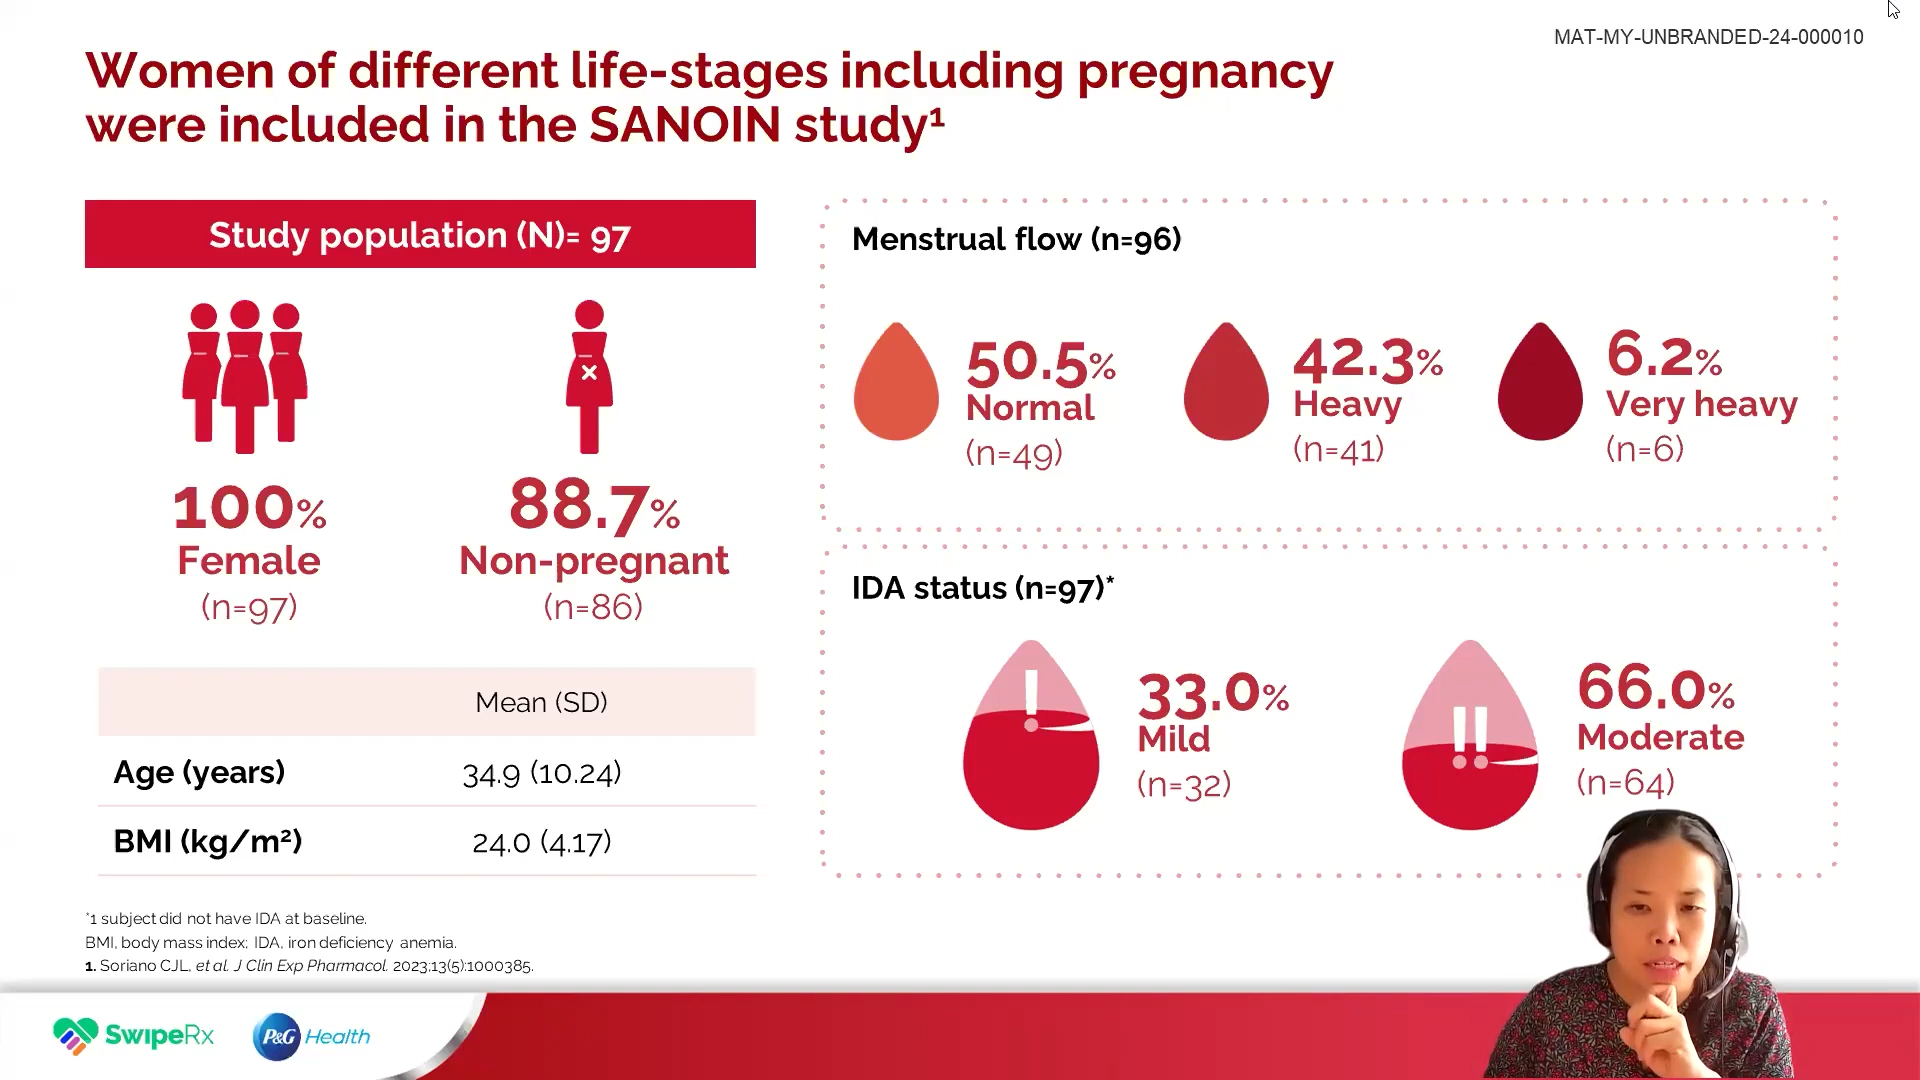 MAT-MY-UNBRANDED-24-000010
Women of different life-stages including pregnancy
were included in the SANOIN study¹
Study population (N)= 97
100%
Female
(n=97)
88.7%
Non-pregnant
(n=86)
Mean (SD)
Age (years) 34.9 (10.24)
BMI (kg/m²) 24.0 (4.17)
Menstrual flow (n=96)
50.5%
Normal
(n=49)
42.3%
Heavy
(n=41)
6.2%
Very heavy
(n=6)
IDA status (n=97)*
33.0%
Mild
(n=32)
66.0%
Moderate
(n=64)
*1 subject did not have IDA at baseline.
BMI, body mass index; IDA, iron deficiency anemia.
1. Soriano CJL, et al. J Clin Exp Pharmacol. 2023;13(5):1000385.
SwipeRx
P&G Health